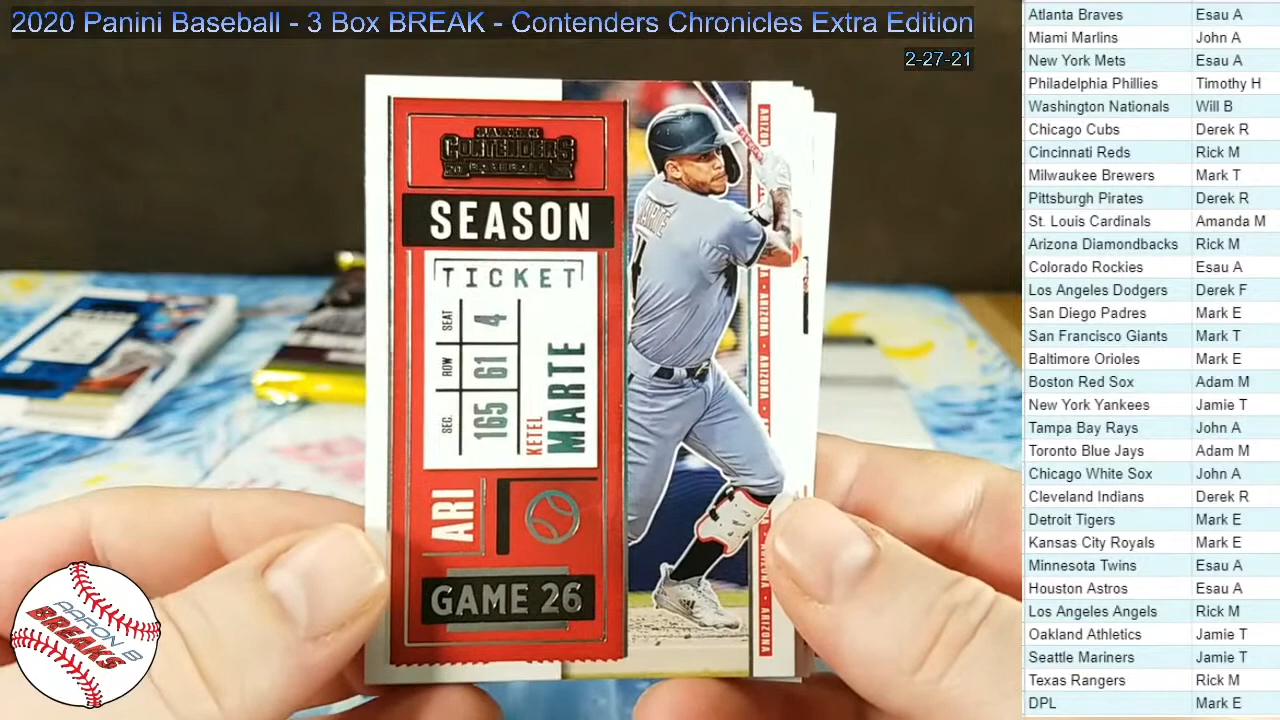 2020 Panini Baseball - 3 Box BREAK - Contenders Chronicles Extra Edition
2-27-21
CONTENDERS
BASEBALL
SEASON
TICKET
SEC. ROW SEAT
165 61 4
KETEL
MARTE
ARI
GAME 26
ARIZONA • ARIZONA • ARIZONA • ARIZONA
MARTE
4
AARON B
BREAKS
Atlanta Braves Esau A
Miami Marlins John A
New York Mets Esau A
Philadelphia Phillies Timothy H
Washington Nationals Will B
Chicago Cubs Derek R
Cincinnati Reds Rick M
Milwaukee Brewers Mark T
Pittsburgh Pirates Derek R
St. Louis Cardinals Amanda M
Arizona Diamondbacks Rick M
Colorado Rockies Esau A
Los Angeles Dodgers Derek F
San Diego Padres Mark E
San Francisco Giants Mark T
Baltimore Orioles Mark E
Boston Red Sox Adam M
New York Yankees Jamie T
Tampa Bay Rays John A
Toronto Blue Jays Adam M
Chicago White Sox John A
Cleveland Indians Derek R
Detroit Tigers Mark E
Kansas City Royals Mark E
Minnesota Twins Esau A
Houston Astros Esau A
Los Angeles Angels Rick M
Oakland Athletics Jamie T
Seattle Mariners Jamie T
Texas Rangers Rick M
DPL Mark E